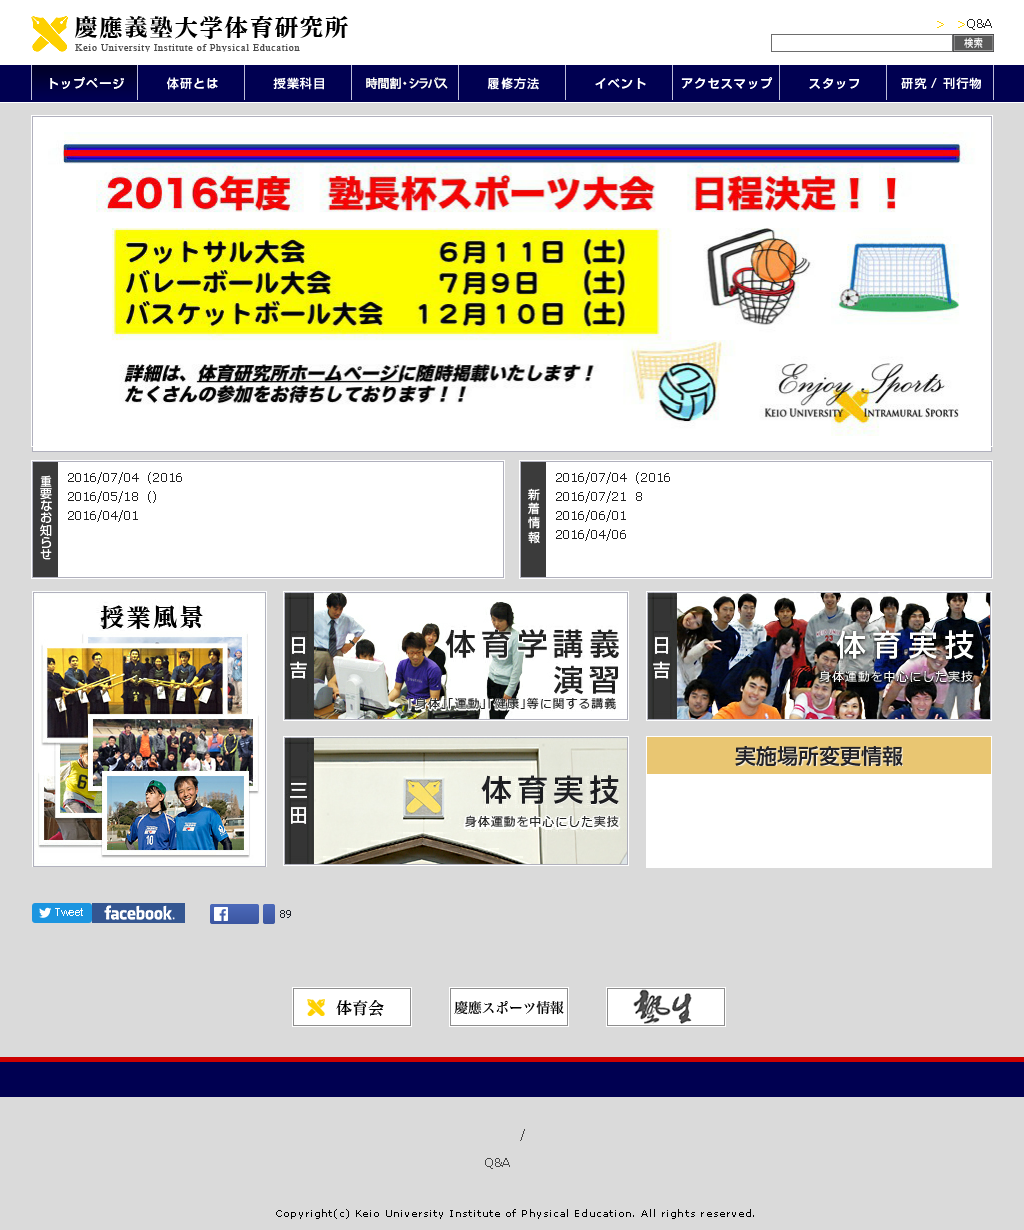 慶應義塾大学体育研究所
Keio University Institute of Physical Education
> >Q&A
検索
トップページ 体研とは 授業科目 時間割・シラバス 履修方法 イベント アクセスマップ スタッフ 研究 / 刊行物
2016年度 塾長杯スポーツ大会 日程決定！！
フットサル大会 6月11日（土）
バレーボール大会 7月9日（土）
バスケットボール大会 12月10日（土）
詳細は、体育研究所ホームページに随時掲載いたします！
たくさんの参加をお待ちしております！！
Enjoy Sports
KEIO UNIVERSITY INTRAMURAL SPORTS
重要なお知らせ
2016/07/04 (2016
2016/05/18 ()
2016/04/01
新着情報
2016/07/04 (2016
2016/07/21 8
2016/06/01
2016/04/06
授業風景
日吉
体育学講義
演習
「身体」「運動」「健康」等に関する講義
日吉
体育実技
身体運動を中心にした実技
三田
体育実技
身体運動を中心にした実技
実施場所変更情報
Tweet facebook. 89
体育会 慶應スポーツ情報 塾生
/
Q&A
Copyright(c) Keio University Institute of Physical Education. All rights reserved.